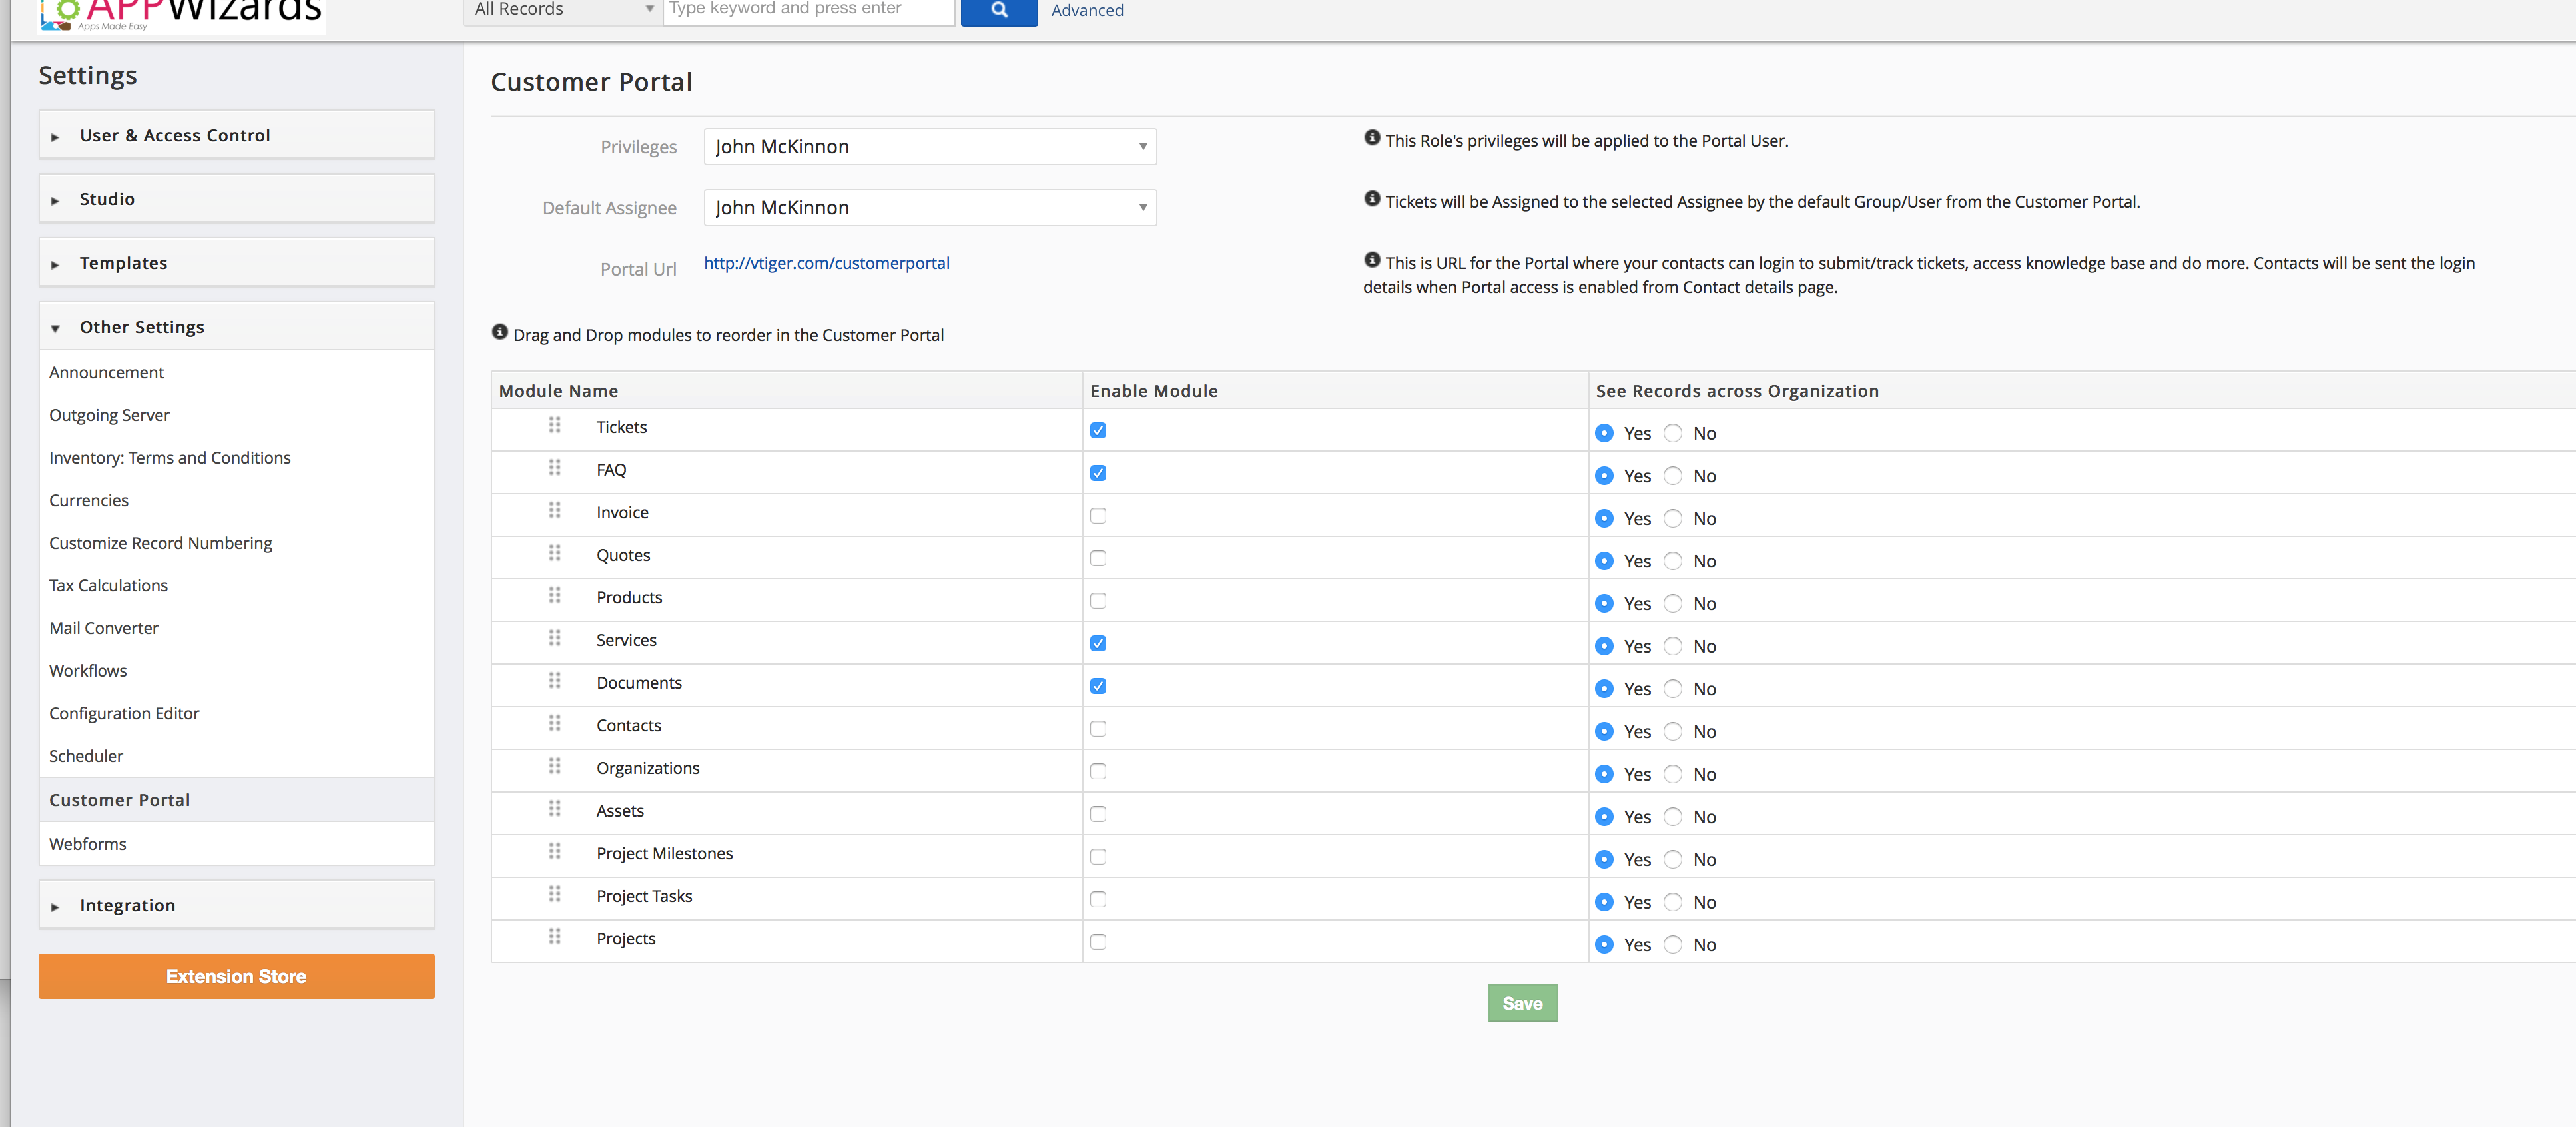 APPWizards
Apps Made Easy
All Records
Type keyword and press enter
Advanced
Settings
User & Access Control
Studio
Templates
Other Settings
Announcement
Outgoing Server
Inventory: Terms and Conditions
Currencies
Customize Record Numbering
Tax Calculations
Mail Converter
Workflows
Configuration Editor
Scheduler
Customer Portal
Webforms
Integration
Extension Store
Customer Portal
Privileges John McKinnon
This Role's privileges will be applied to the Portal User.
Default Assignee John McKinnon
Tickets will be Assigned to the selected Assignee by the default Group/User from the Customer Portal.
Portal Url http://vtiger.com/customerportal
This is URL for the Portal where your contacts can login to submit/track tickets, access knowledge base and do more. Contacts will be sent the login
details when Portal access is enabled from Contact details page.
Drag and Drop modules to reorder in the Customer Portal
Module Name Enable Module See Records across Organization
Tickets Yes No
FAQ Yes No
Invoice Yes No
Quotes Yes No
Products Yes No
Services Yes No
Documents Yes No
Contacts Yes No
Organizations Yes No
Assets Yes No
Project Milestones Yes No
Project Tasks Yes No
Projects Yes No
Save